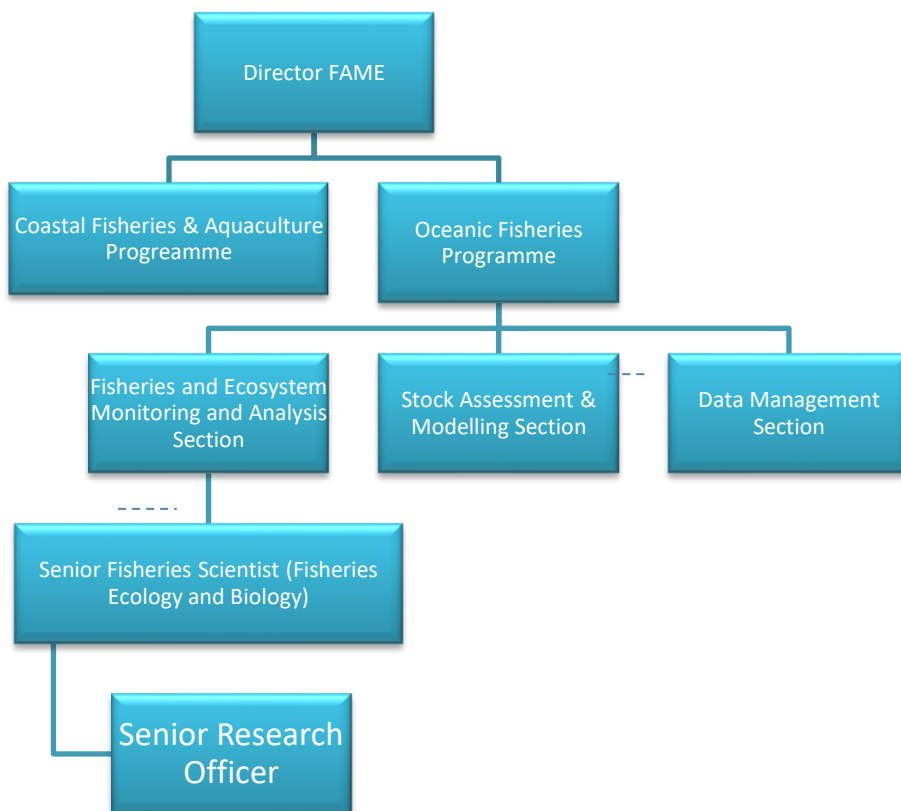 Director FAME
Coastal Fisheries & Aquaculture
Progreamme
Oceanic Fisheries
Programme
Fisheries and Ecosystem
Monitoring and Analysis
Section
Stock Assessment &
Modelling Section
Data Management
Section
Senior Fisheries Scientist (Fisheries
Ecology and Biology)
Senior Research
Officer